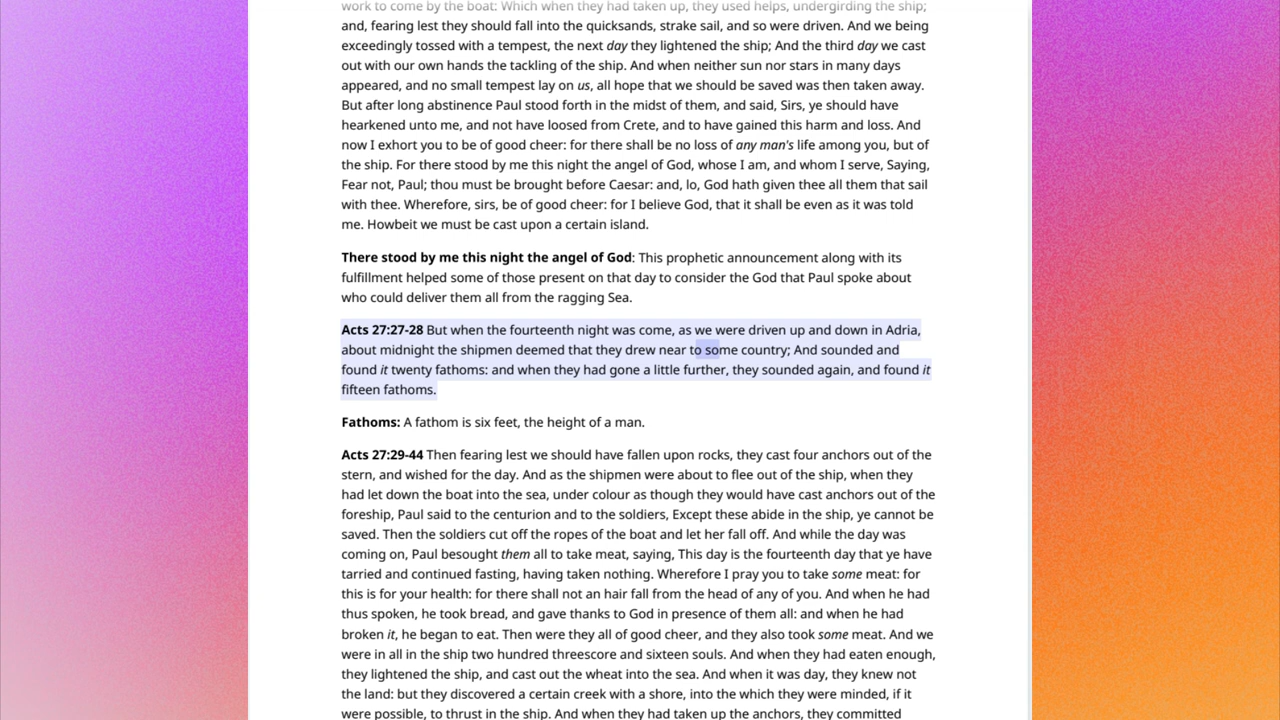 work to come by the boat: Which when they had taken up, they used helps, undergirding the ship;
and, fearing lest they should fall into the quicksands, strake sail, and so were driven. And we being
exceedingly tossed with a tempest, the next day they lightened the ship; And the third day we cast
out with our own hands the tackling of the ship. And when neither sun nor stars in many days
appeared, and no small tempest lay on us, all hope that we should be saved was then taken away.
But after long abstinence Paul stood forth in the midst of them, and said, Sirs, ye should have
hearkened unto me, and not have loosed from Crete, and to have gained this harm and loss. And
now I exhort you to be of good cheer: for there shall be no loss of any man's life among you, but of
the ship. For there stood by me this night the angel of God, whose I am, and whom I serve, Saying,
Fear not, Paul; thou must be brought before Caesar: and, lo, God hath given thee all them that sail
with thee. Wherefore, sirs, be of good cheer: for I believe God, that it shall be even as it was told
me. Howbeit we must be cast upon a certain island.
There stood by me this night the angel of God: This prophetic announcement along with its
fulfillment helped some of those present on that day to consider the God that Paul spoke about
who could deliver them all from the ragging Sea.
Acts 27:27-28 But when the fourteenth night was come, as we were driven up and down in Adria,
about midnight the shipmen deemed that they drew near to some country; And sounded and
found it twenty fathoms: and when they had gone a little further, they sounded again, and found it
fifteen fathoms.
Fathoms: A fathom is six feet, the height of a man.
Acts 27:29-44 Then fearing lest we should have fallen upon rocks, they cast four anchors out of the
stern, and wished for the day. And as the shipmen were about to flee out of the ship, when they
had let down the boat into the sea, under colour as though they would have cast anchors out of the
foreship, Paul said to the centurion and to the soldiers, Except these abide in the ship, ye cannot be
saved. Then the soldiers cut off the ropes of the boat and let her fall off. And while the day was
coming on, Paul besought them all to take meat, saying, This day is the fourteenth day that ye have
tarried and continued fasting, having taken nothing. Wherefore I pray you to take some meat: for
this is for your health: for there shall not an hair fall from the head of any of you. And when he had
thus spoken, he took bread, and gave thanks to God in presence of them all: and when he had
broken it, he began to eat. Then were they all of good cheer, and they also took some meat. And we
were in all in the ship two hundred threescore and sixteen souls. And when they had eaten enough,
they lightened the ship, and cast out the wheat into the sea. And when it was day, they knew not
the land: but they discovered a certain creek with a shore, into the which they were minded, if it
were possible, to thrust in the ship. And when they had taken up the anchors, they committed